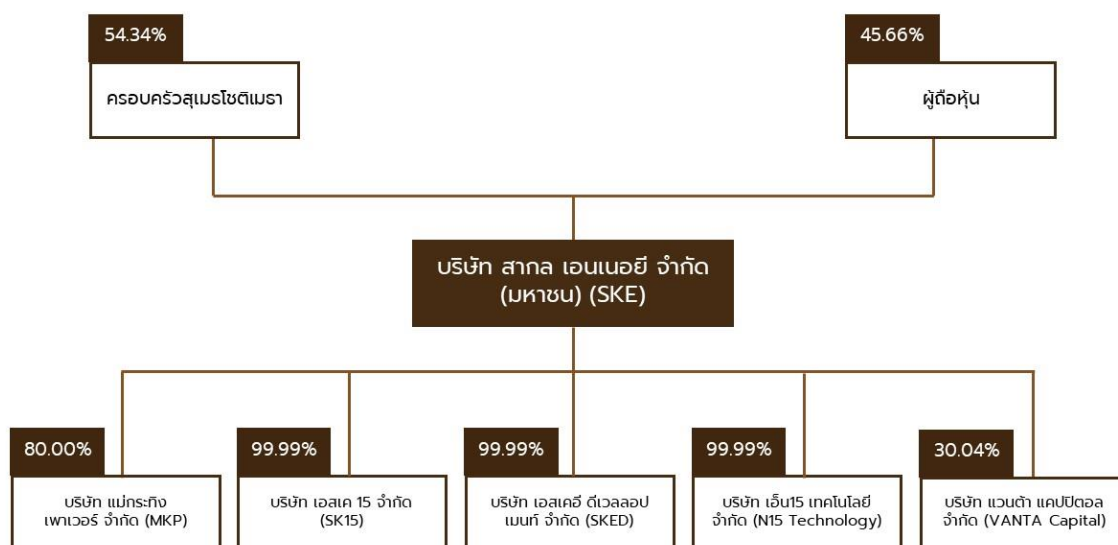 54.34%
45.66%
ครอบครัวสุเมธโชติเมธา
ผู้ถือหุ้น
บริษัท สากล เอนเนอยี จำกัด
(มหาชน) (SKE)
80.00%
99.99%
99.99%
99.99%
30.04%
บริษัท แม่กระทิง
เพาเวอร์ จำกัด (MKP)
บริษัท เอสเค 15 จำกัด
(SK15)
บริษัท เอสเคอี ดีเวลลอป
เมนท์ จำกัด (SKED)
บริษัท เอ็น15 เทคโนโลยี
จำกัด (N15 Technology)
บริษัท แวนต้า แคปปิตอล
จำกัด (VANTA Capital)